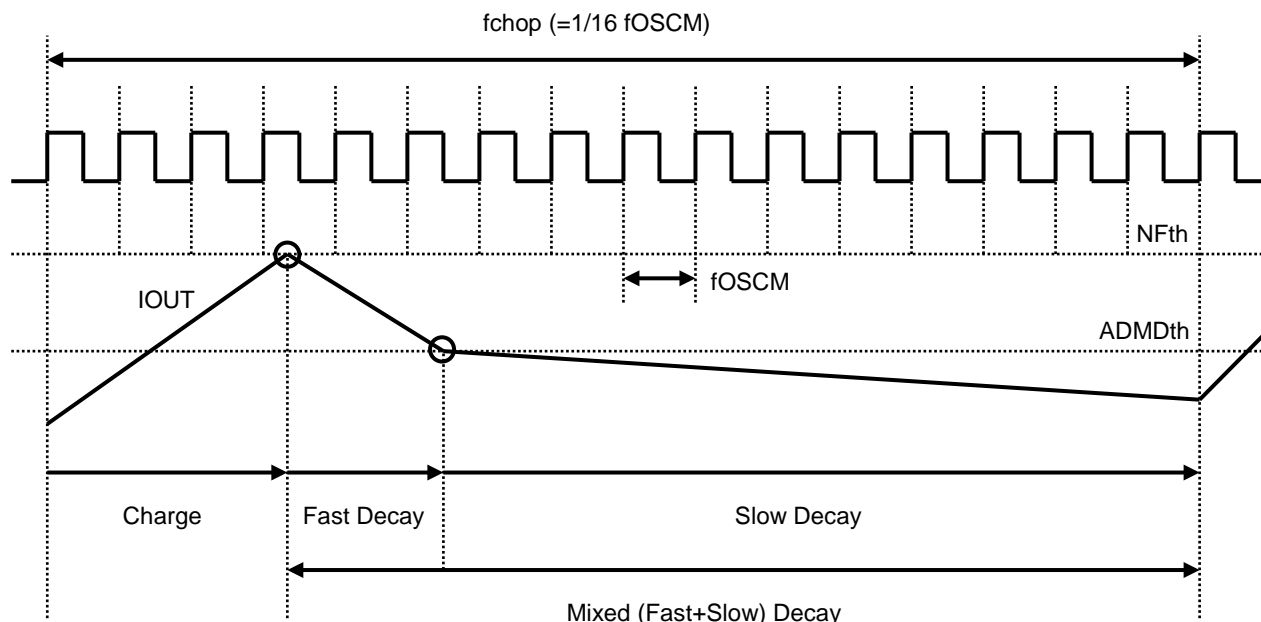 fchop (=1/16 fOSCM)
NFth
fOSCM
IOUT
ADMDth
Charge
Fast Decay
Slow Decay
Mixed (Fast+Slow) Decay